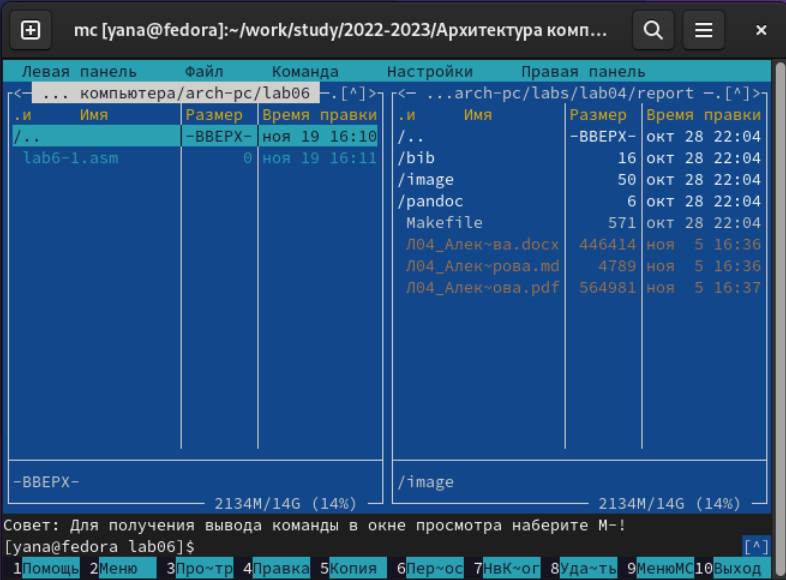 mc [yana@fedora]:~/work/study/2022-2023/Архитектура комп...
Левая панель Файл Команда Настройки Правая панель
<— ... компьютера/arch-pc/lab06 —.[^]>
.и Имя Размер Время правки
/.. -ВВЕРХ- ноя 19 16:10
lab6-1.asm 0 ноя 19 16:11
-ВВЕРХ-
2134M/14G (14%)
<— ...arch-pc/labs/lab04/report —.[^]>
.и Имя Размер Время правки
/.. -ВВЕРХ- окт 28 22:04
/bib 16 окт 28 22:04
/image 50 окт 28 22:04
/pandoc 6 окт 28 22:04
Makefile 571 окт 28 22:04
Л04_Алек~ва.docx 446414 ноя 5 16:36
Л04_Алек~рова.md 4789 ноя 5 16:36
Л04_Алек~ова.pdf 564981 ноя 5 16:37
/image
2134M/14G (14%)
Совет: Для получения вывода команды в окне просмотра наберите M-!
[yana@fedora lab06]$ [^]
1Помощь 2Меню 3Про~тр 4Правка 5Копия 6Пер~ос 7НвК~ог 8Уда~ть 9МенюMC 10Выход